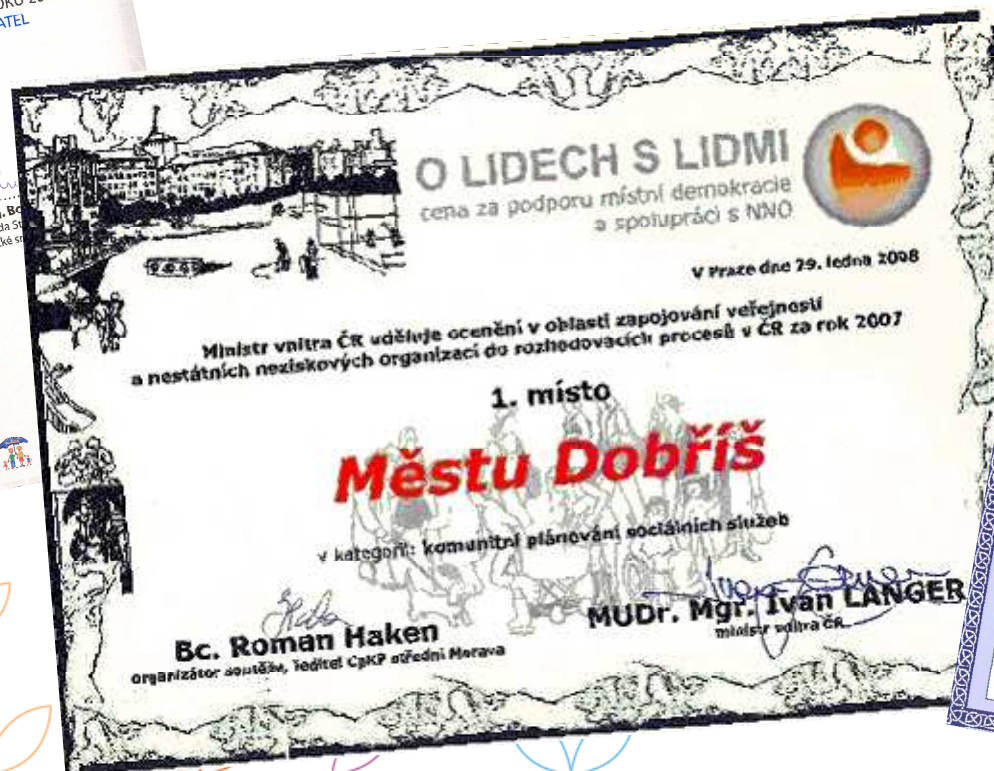 ATEL
O LIDECH S LIDMI
cena za podporu místní demokracie
a spolupráci s NNO
V Praze dne 29. ledna 2008
Ministr vnitra ČR uděluje ocenění v oblasti zapojování veřejnosti
a nestátních neziskových organizací do rozhodovacích procesů v ČR za rok 2007
1. místo
Městu Dobříš
v kategorii: komunitní plánování sociálních služeb
Bc. Roman Haken
organizátor soutěže, ředitel CpKP střední Morava
MUDr. Mgr. Ivan LANGER
ministr vnitra ČR